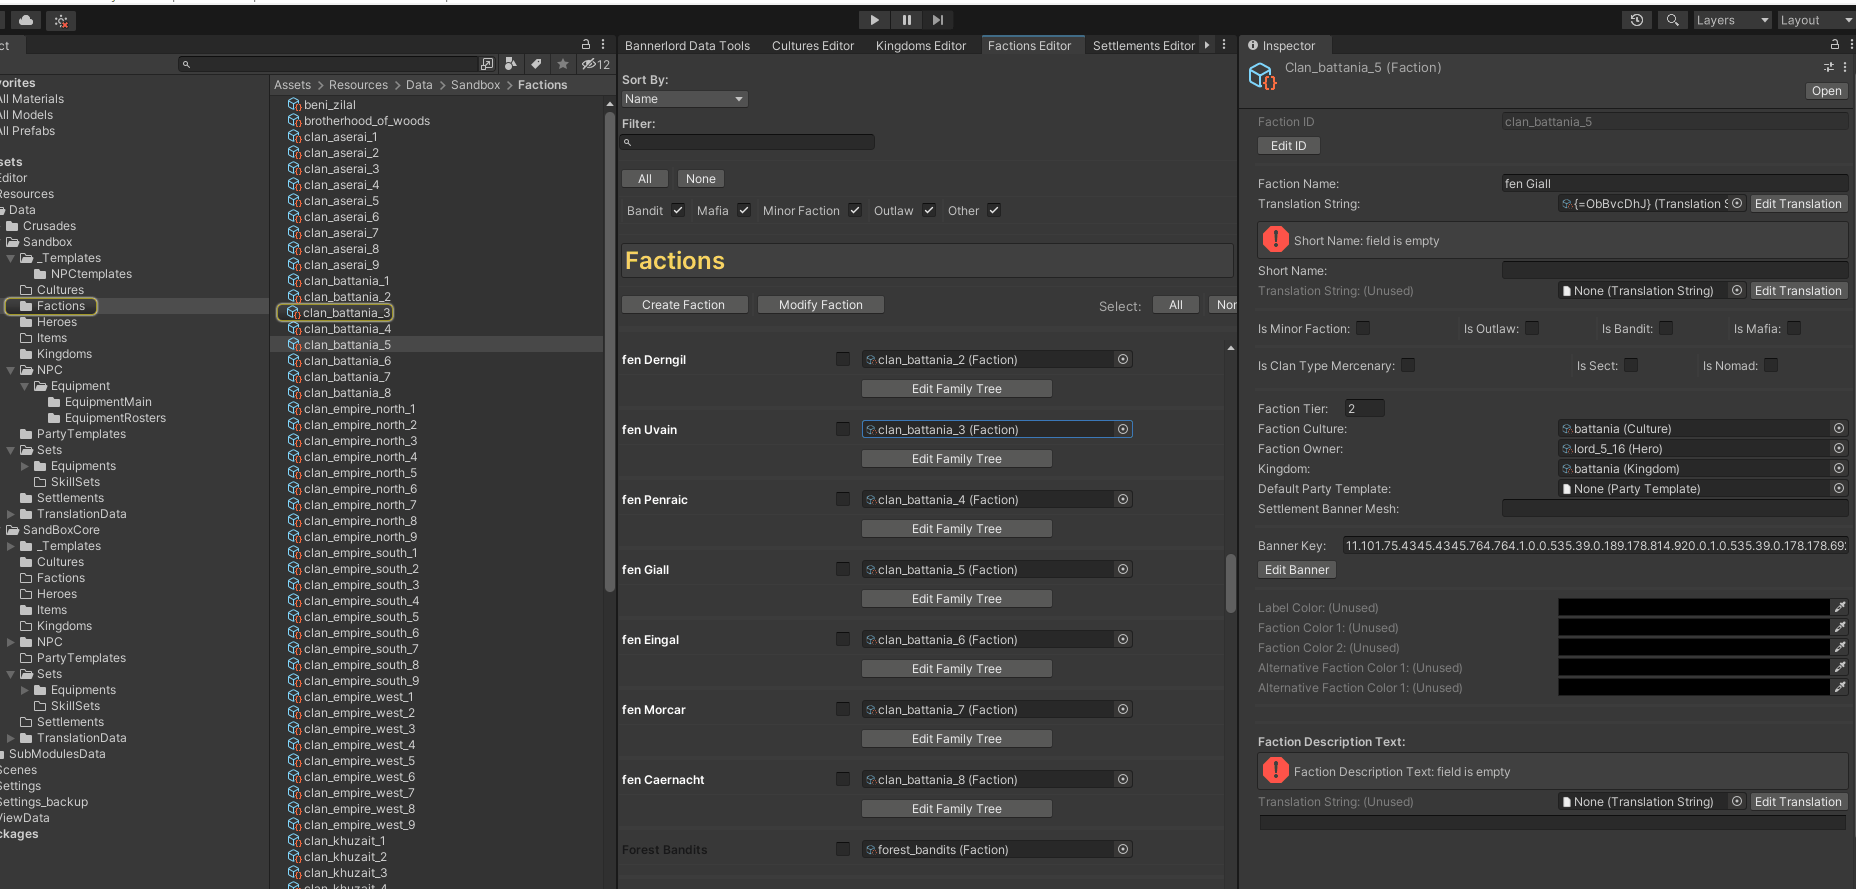 Layers
Layout
ct
12
vorites
All Materials
All Models
All Prefabs
sets
Editor
Resources
Data
Crusades
Sandbox
_Templates
NPCtemplates
Cultures
Factions
Heroes
Items
Kingdoms
NPC
Equipment
EquipmentMain
EquipmentRosters
PartyTemplates
Sets
Equipments
SkillSets
Settlements
TranslationData
SandBoxCore
_Templates
Cultures
Factions
Heroes
Items
Kingdoms
NPC
PartyTemplates
Sets
Equipments
SkillSets
Settlements
TranslationData
SubModulesData
Scenes
Settings
Settings_backup
ViewData
ckages
Assets > Resources > Data > Sandbox > Factions
beni_zilal
brotherhood_of_woods
clan_aserai_1
clan_aserai_2
clan_aserai_3
clan_aserai_4
clan_aserai_5
clan_aserai_6
clan_aserai_7
clan_aserai_8
clan_aserai_9
clan_battania_1
clan_battania_2
clan_battania_3
clan_battania_4
clan_battania_5
clan_battania_6
clan_battania_7
clan_battania_8
clan_empire_north_1
clan_empire_north_2
clan_empire_north_3
clan_empire_north_4
clan_empire_north_5
clan_empire_north_6
clan_empire_north_7
clan_empire_north_8
clan_empire_north_9
clan_empire_south_1
clan_empire_south_2
clan_empire_south_3
clan_empire_south_4
clan_empire_south_5
clan_empire_south_6
clan_empire_south_7
clan_empire_south_8
clan_empire_south_9
clan_empire_west_1
clan_empire_west_2
clan_empire_west_3
clan_empire_west_4
clan_empire_west_5
clan_empire_west_6
clan_empire_west_7
clan_empire_west_8
clan_empire_west_9
clan_khuzait_1
clan_khuzait_2
clan_khuzait_3
clan_khuzait_4
Bannerlord Data Tools Cultures Editor Kingdoms Editor Factions Editor Settlements Editor
Sort By:
Name
Filter:
All None
Bandit Mafia Minor Faction Outlaw Other
Factions
Create Faction Modify Faction Select: All Non
fen Derngil clan_battania_2 (Faction)
Edit Family Tree
fen Uvain clan_battania_3 (Faction)
Edit Family Tree
fen Penraic clan_battania_4 (Faction)
Edit Family Tree
fen Giall clan_battania_5 (Faction)
Edit Family Tree
fen Eingal clan_battania_6 (Faction)
Edit Family Tree
fen Morcar clan_battania_7 (Faction)
Edit Family Tree
fen Caernacht clan_battania_8 (Faction)
Edit Family Tree
Forest Bandits forest_bandits (Faction)
Inspector
Clan_battania_5 (Faction)
Open
Faction ID clan_battania_5
Edit ID
Faction Name: fen Giall
Translation String: {=ObBvcDhJ} (Translation S Edit Translation
Short Name: field is empty
Short Name:
Translation String: (Unused) None (Translation String) Edit Translation
Is Minor Faction: Is Outlaw: Is Bandit: Is Mafia:
Is Clan Type Mercenary: Is Sect: Is Nomad:
Faction Tier: 2
Faction Culture: battania (Culture)
Faction Owner: lord_5_16 (Hero)
Kingdom: battania (Kingdom)
Default Party Template: None (Party Template)
Settlement Banner Mesh:
Banner Key: 11.101.75.4345.4345.764.764.1.0.0.535.39.0.189.178.814.920.0.1.0.535.39.0.178.178.69
Edit Banner
Label Color: (Unused)
Faction Color 1: (Unused)
Faction Color 2: (Unused)
Alternative Faction Color 1: (Unused)
Alternative Faction Color 1: (Unused)
Faction Description Text:
Faction Description Text: field is empty
Translation String: (Unused) None (Translation String) Edit Translation